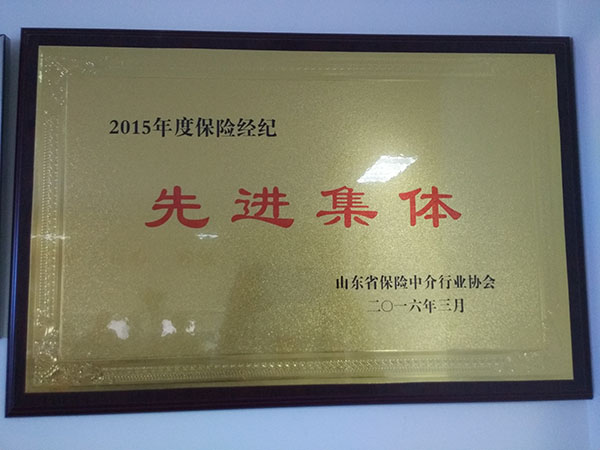 2015年度保险经纪
先进集体
山东省保险中介行业协会
二〇一六年三月